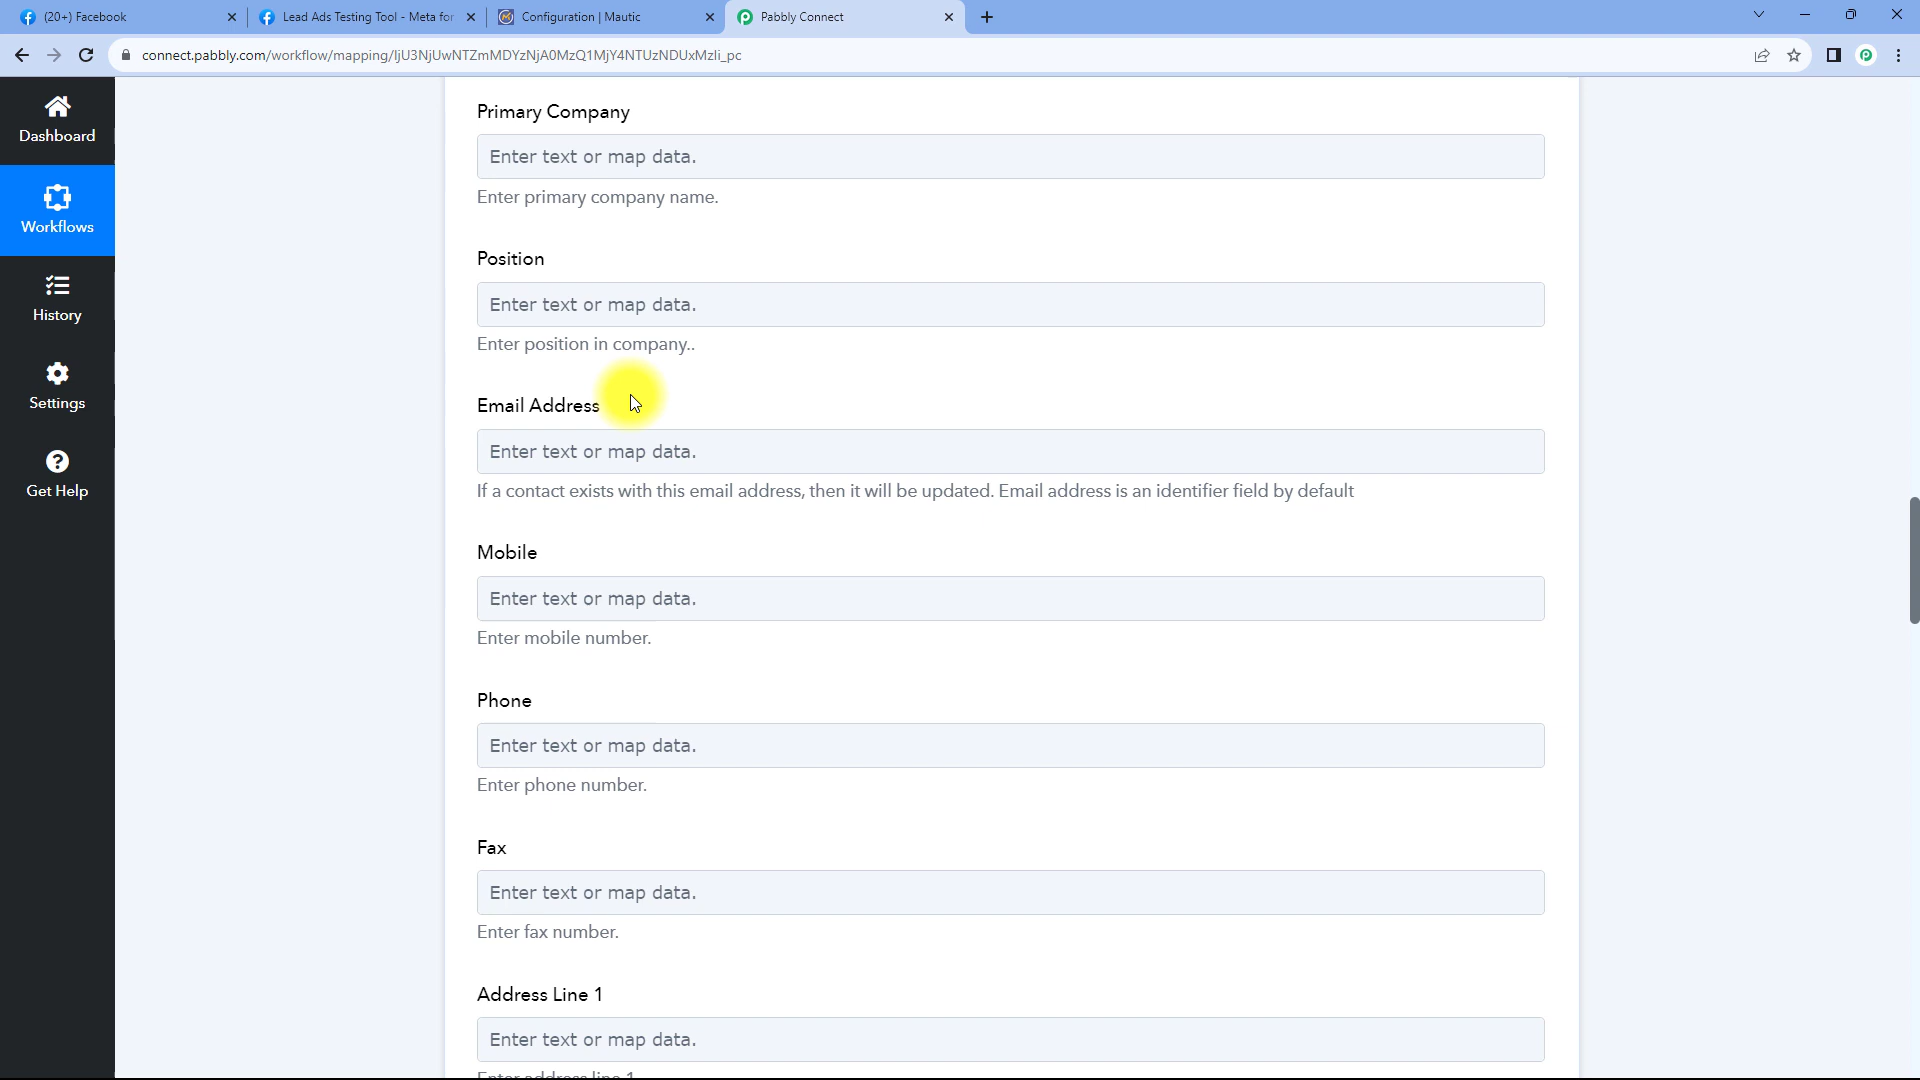 (20+) Facebook
Lead Ads Testing Tool - Meta for
Configuration | Mautic
Pabbly Connect
connect.pabbly.com/workflow/mapping/IjU3NjUwNTZmMDYzNjA0MzQ1MjY4NTUzNDUxMzIi_pc
Dashboard
Workflows
History
Settings
Get Help
Primary Company
Enter text or map data.
Enter primary company name.
Position
Enter text or map data.
Enter position in company..
Email Address
Enter text or map data.
If a contact exists with this email address, then it will be updated. Email address is an identifier field by default
Mobile
Enter text or map data.
Enter mobile number.
Phone
Enter text or map data.
Enter phone number.
Fax
Enter text or map data.
Enter fax number.
Address Line 1
Enter text or map data.
Enter address line 1